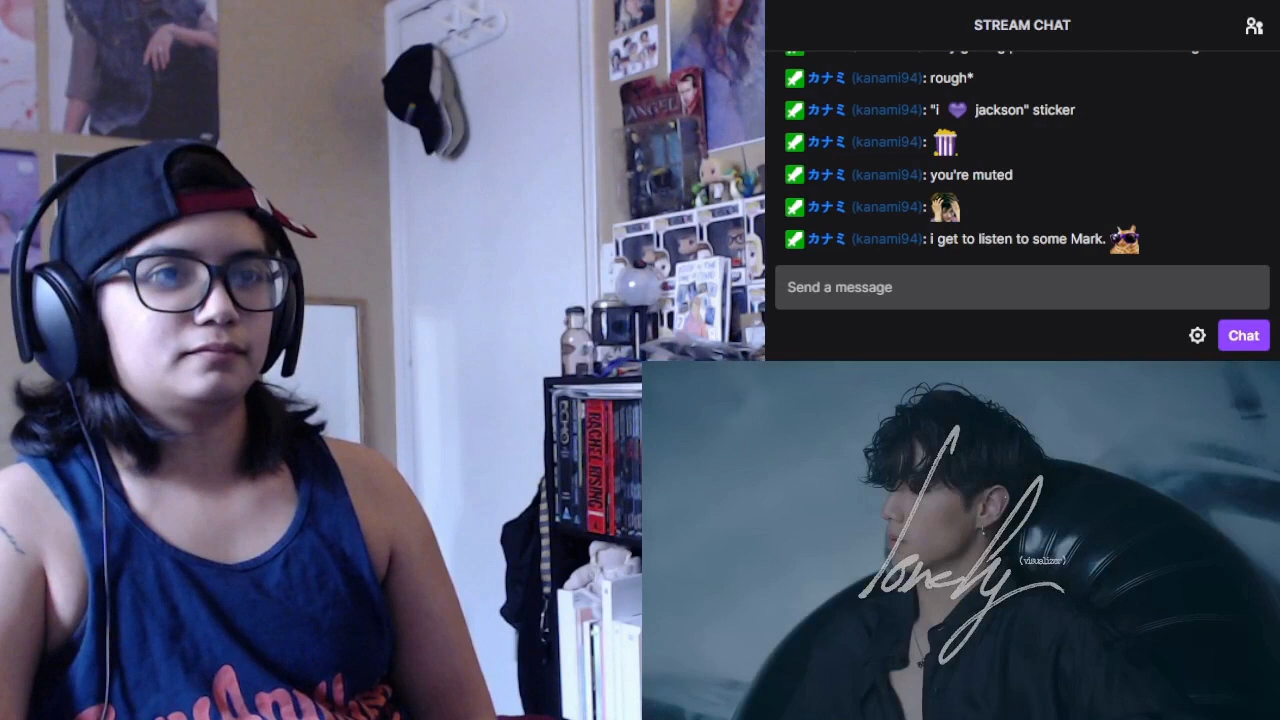 STREAM CHAT
カナミ (kanami94): rough*
カナミ (kanami94): "i 💜 jackson" sticker
カナミ (kanami94):
カナミ (kanami94): you're muted
カナミ (kanami94):
カナミ (kanami94): i get to listen to some Mark.
Send a message
Chat
ANGEL
ECHO
RACHEL RISING
lonely
(visualizer)